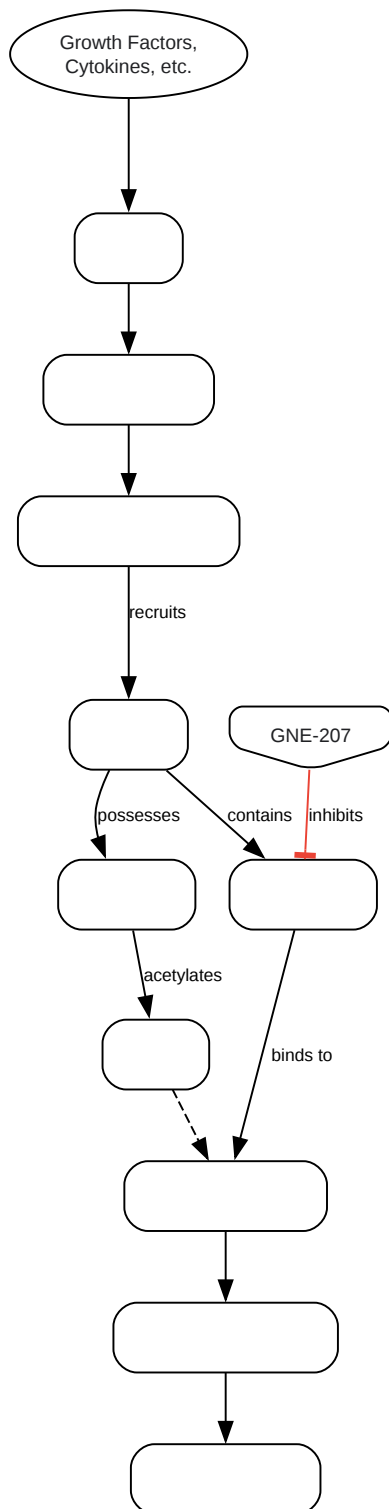 Growth Factors,
Cytokines, etc.
recruits
GNE-207
possesses
contains
inhibits
acetylates
binds to